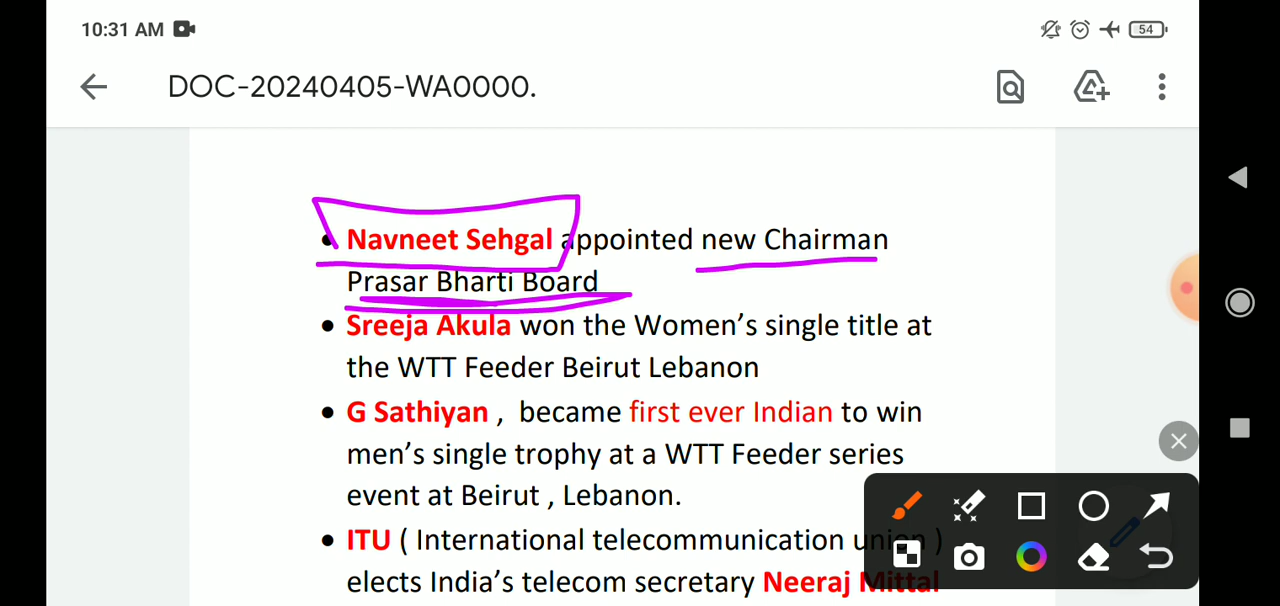 10:31 AM
54
DOC-20240405-WA0000.
• Navneet Sehgal appointed new Chairman
Prasar Bharti Board
• Sreeja Akula won the Women’s single title at
the WTT Feeder Beirut Lebanon
• G Sathiyan , became first ever Indian to win
men’s single trophy at a WTT Feeder series
event at Beirut , Lebanon.
• ITU ( International telecommunication union )
elects India’s telecom secretary Neeraj Mittal